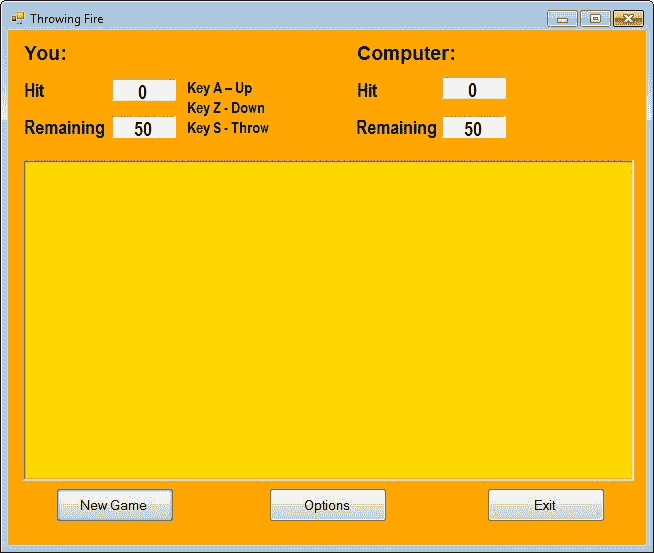 Throwing Fire
You: Computer:
Hit 0 Key A – Up Hit 0
Key Z - Down
Remaining 50 Key S - Throw Remaining 50
New Game Options Exit